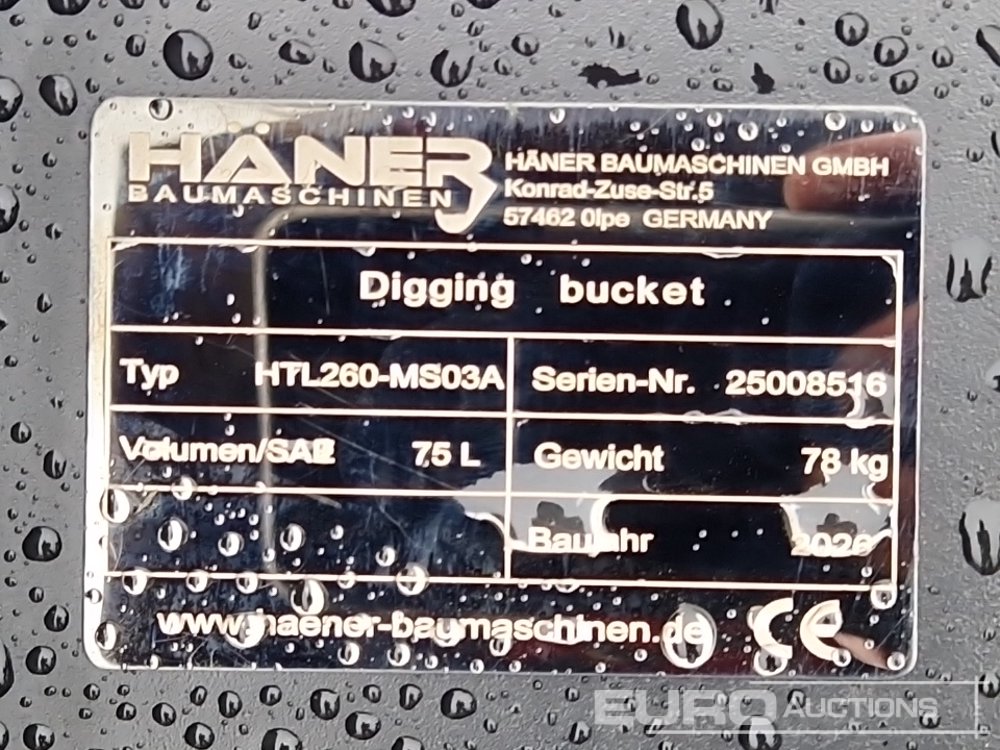 HÄNER
BAUMASCHINEN
HÄNER BAUMASCHINEN GMBH
Konrad-Zuse-Str.5
57462 Olpe GERMANY
Digging bucket
Typ HTL260-MS03A
Serien-Nr. 25008516
Volumen/SAE 75 L
Gewicht 78 kg
Baujahr
www.haener-baumaschinen.de CE
EURO AUCTIONS